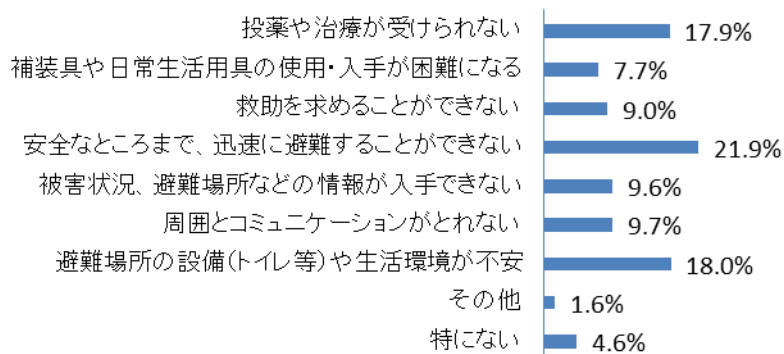 投薬や治療が受けられない 17.9%
補装具や日常生活用具の使用・入手が困難になる 7.7%
救助を求めることができない 9.0%
安全なところまで、迅速に避難することができない 21.9%
被害状況、避難場所などの情報が入手できない 9.6%
周囲とコミュニケーションがとれない 9.7%
避難場所の設備(トイレ等)や生活環境が不安 18.0%
その他 1.6%
特にない 4.6%